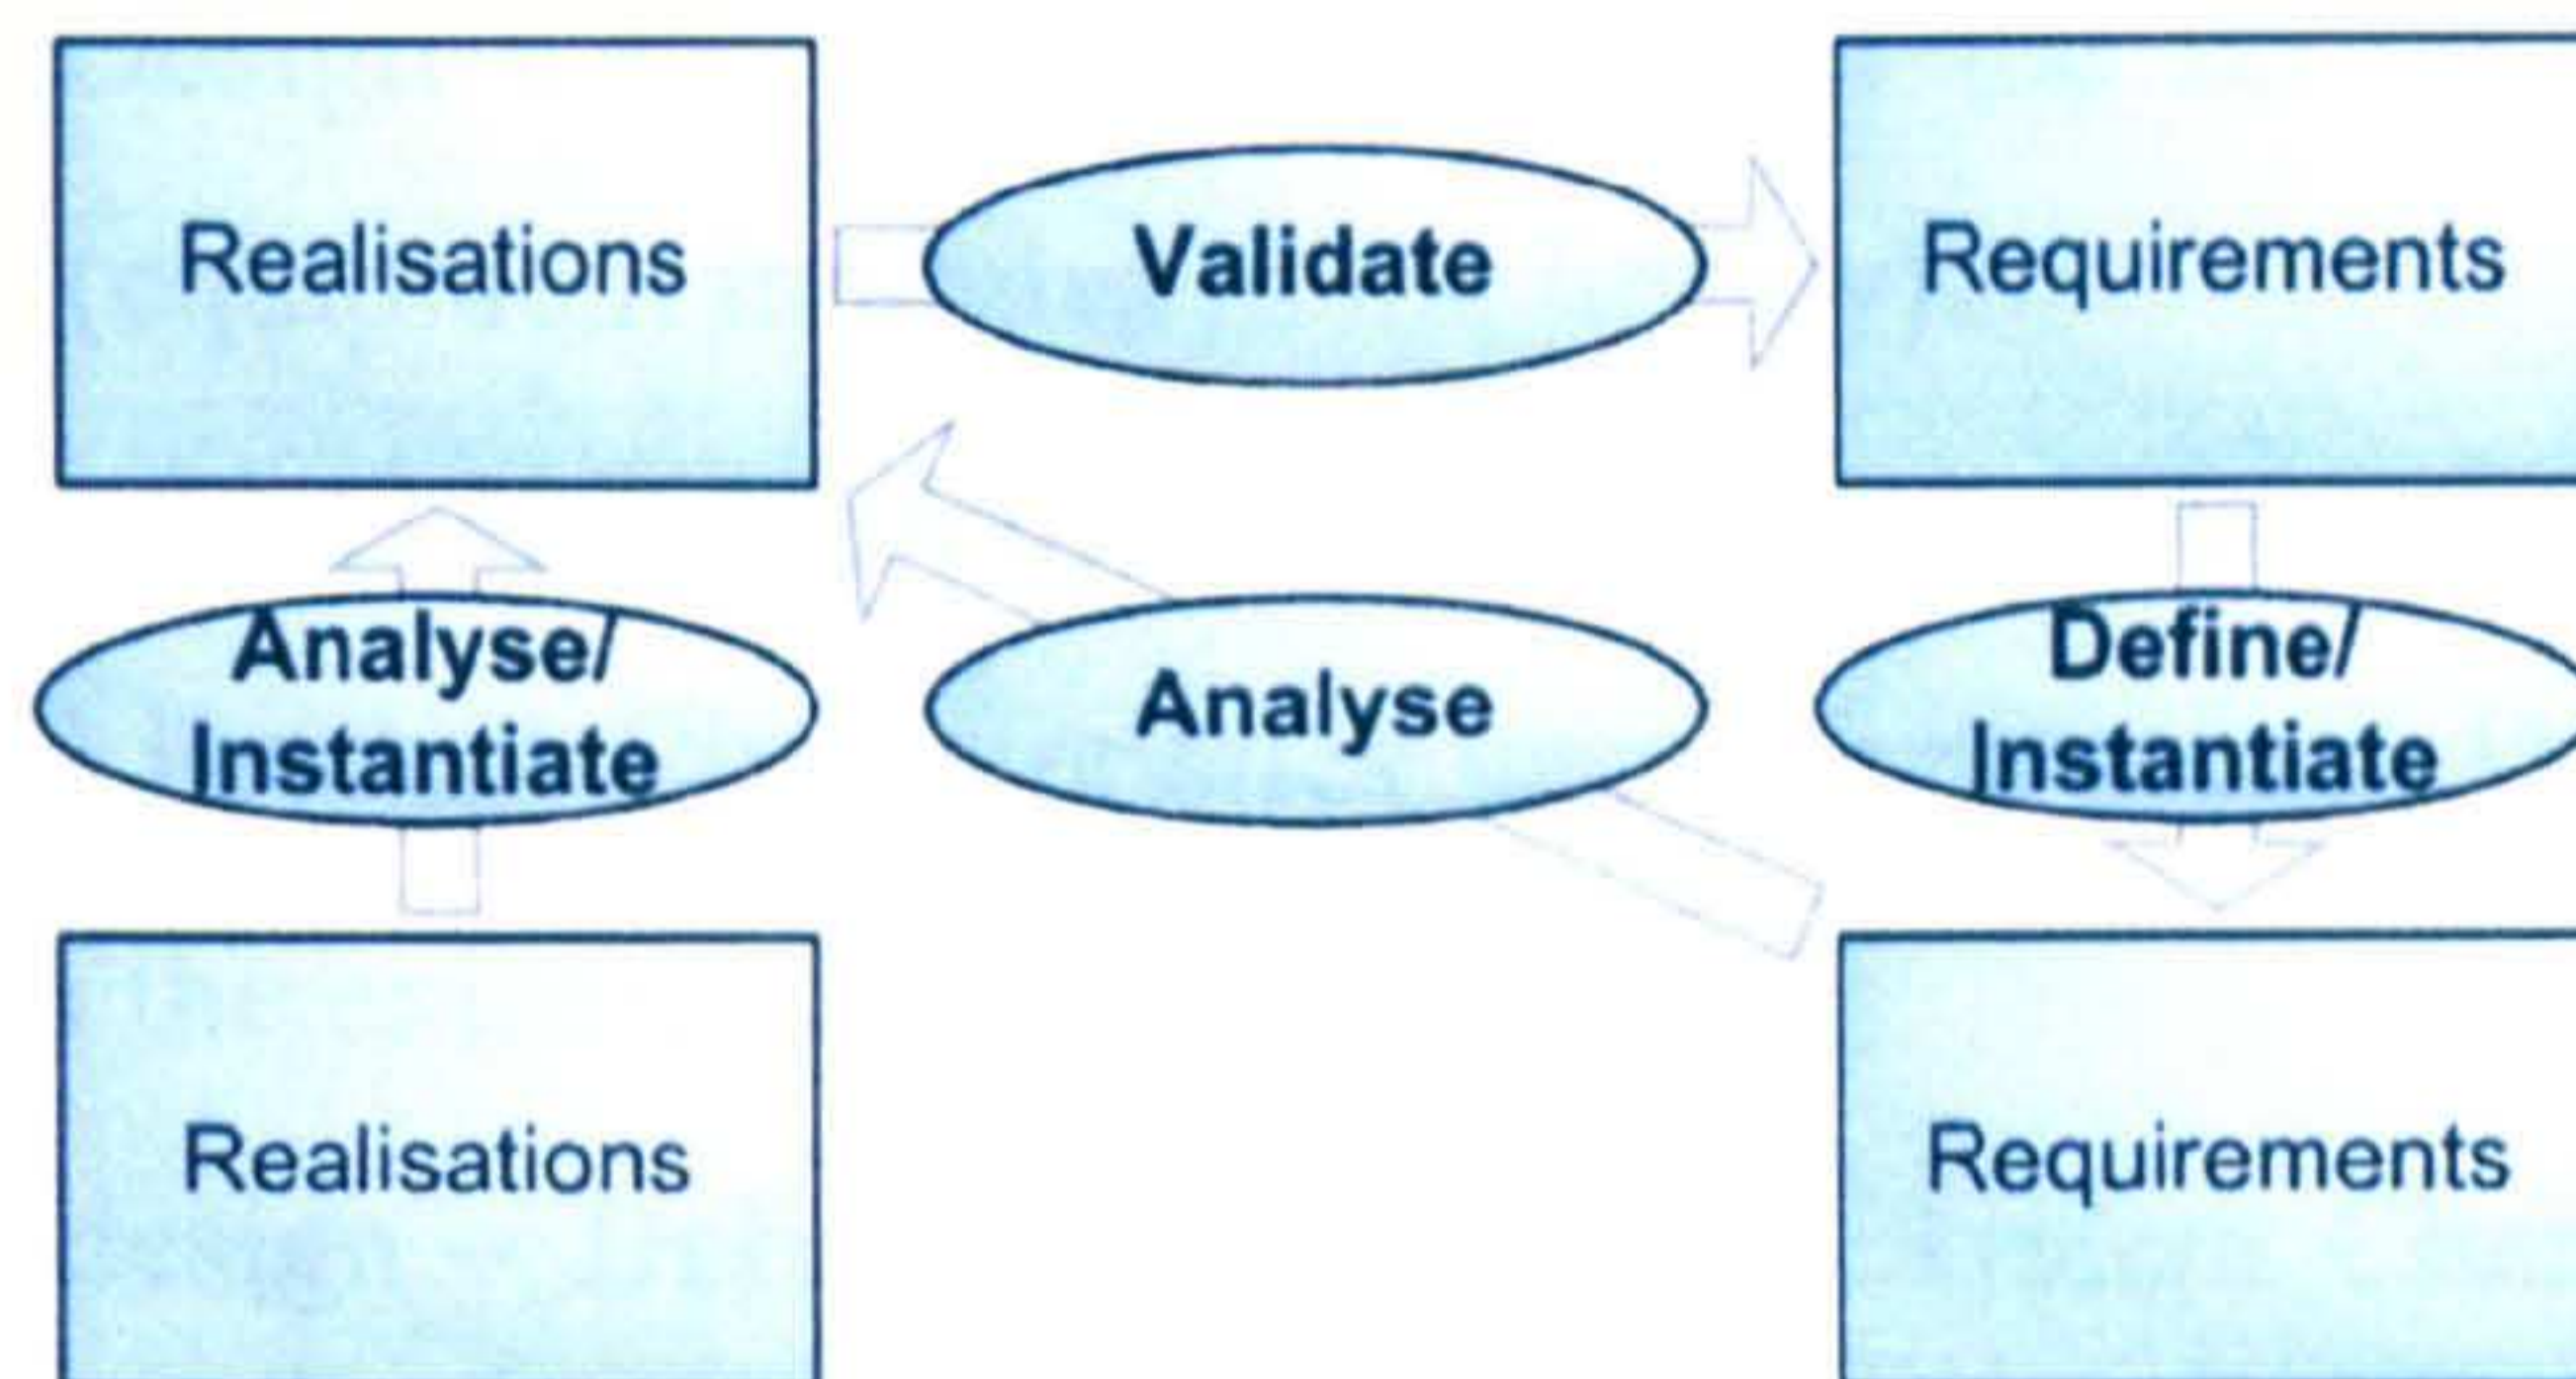 Realisations
Validate
Requirements
Analyse/
Instantiate
Analyse
Define/
Instantiate
Realisations
Requirements